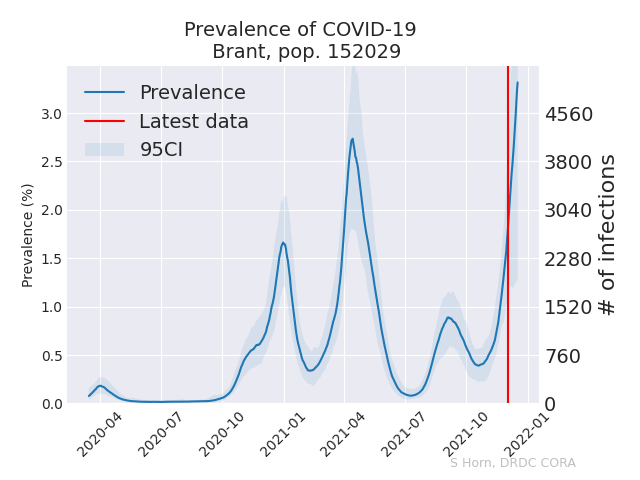 Prevalence of COVID-19
Brant, pop. 152029
Prevalence
Latest data
95CI
Prevalence (%)
3.0
2.5
2.0
1.5
1.0
0.5
0.0
4560
3800
3040
2280
1520
760
0
# of infections
2020-04
2020-07
2020-10
2021-01
2021-04
2021-07
2021-10
2022-01
S Horn, DRDC CORA